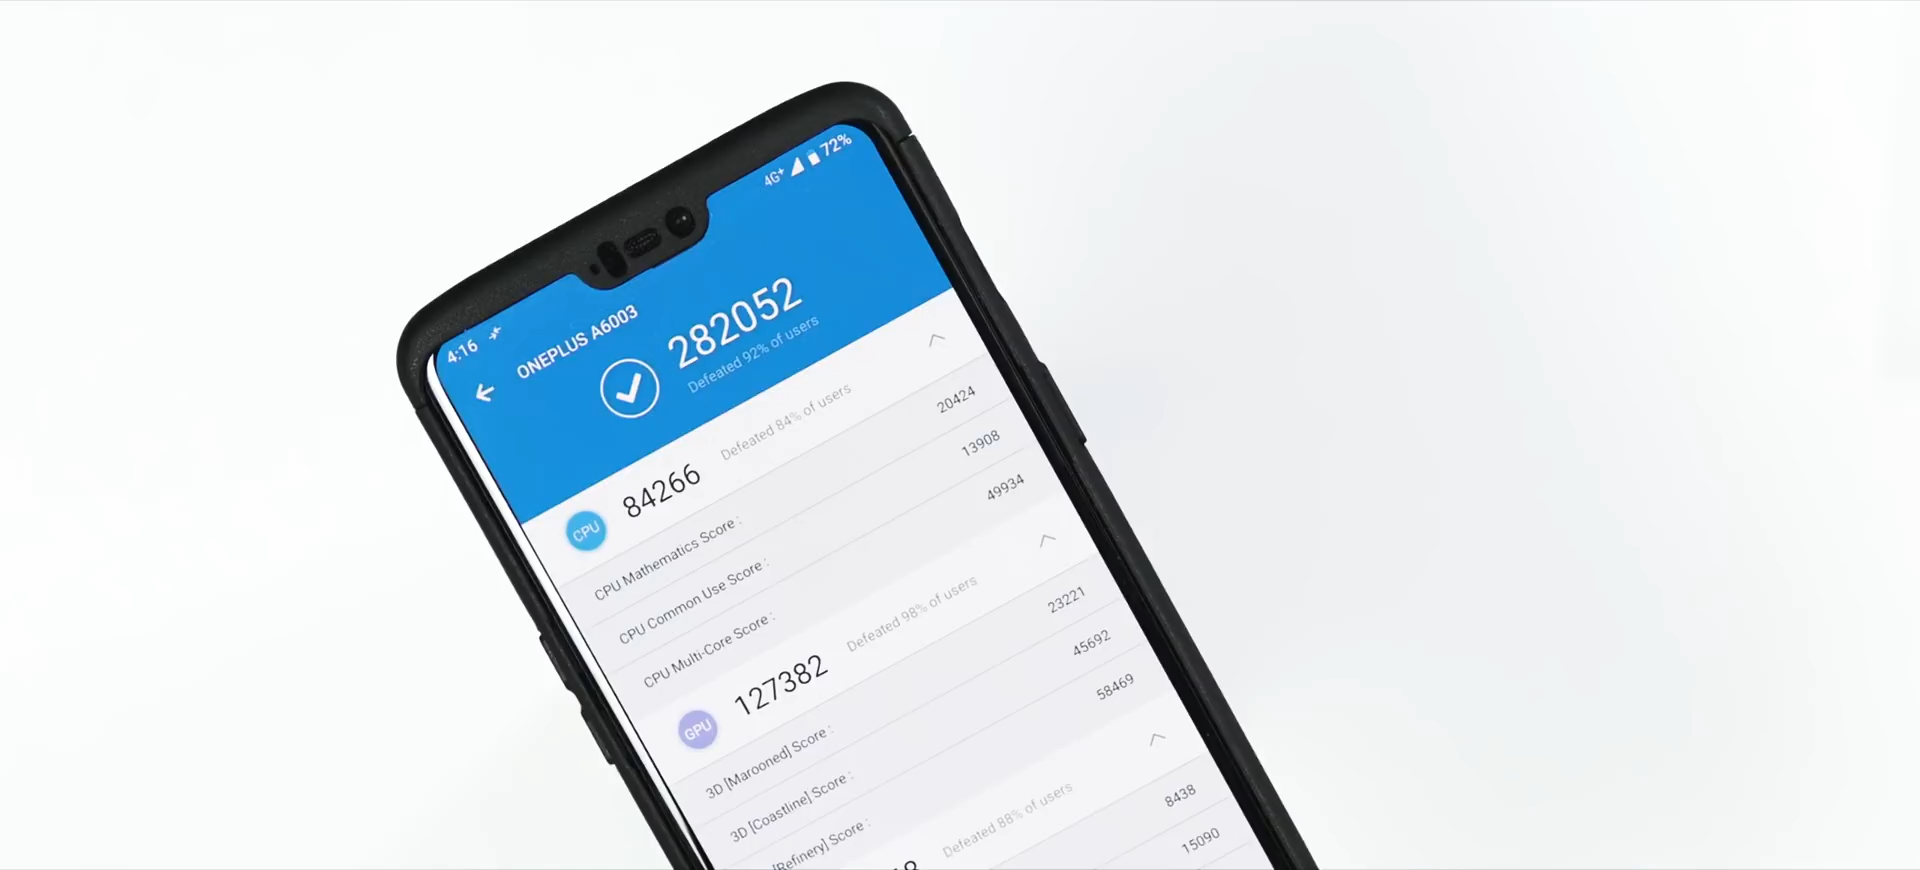 4:16 4G+ 72%
ONEPLUS A6003
282052
Defeated 92% of users
CPU 84266 Defeated 84% of users
CPU Mathematics Score : 20424
CPU Common Use Score : 13908
CPU Multi-Core Score : 49934
GPU 127382 Defeated 98% of users
3D [Marooned] Score : 23221
3D [Coastline] Score : 45692
[Refinery] Score : 58469
Defeated 88% of users
8438
15090